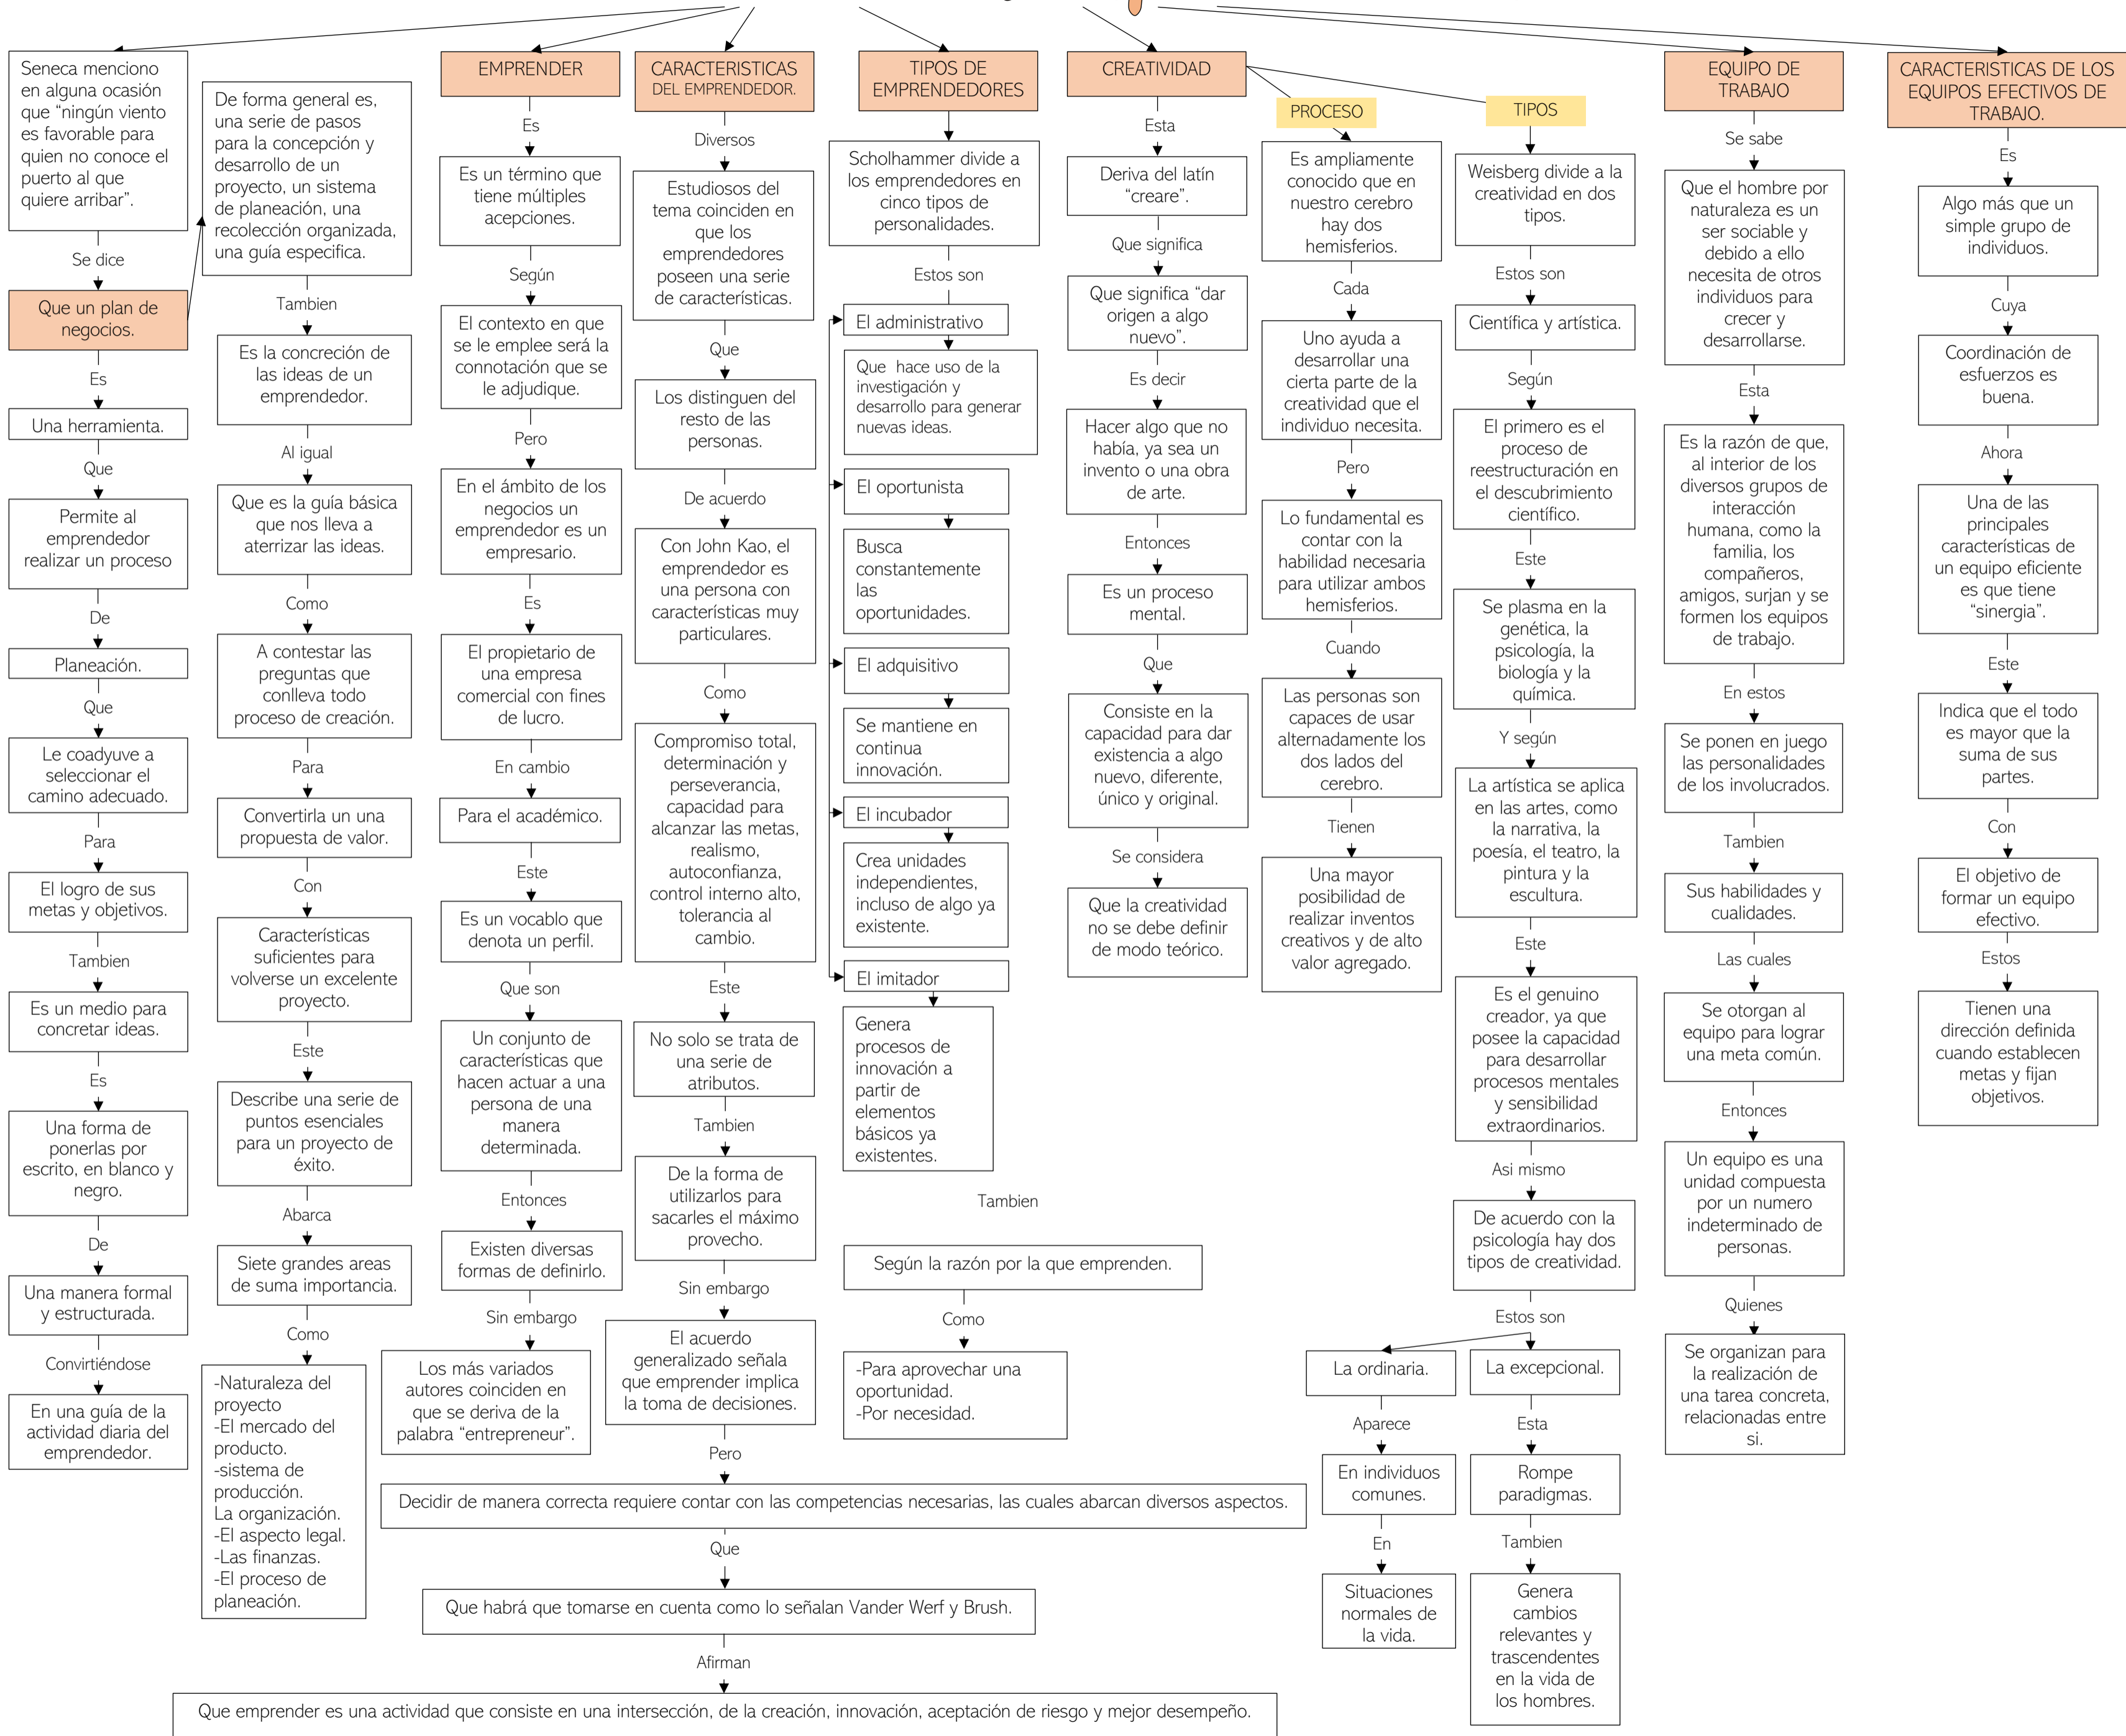 Seneca menciono
en alguna ocasión
que “ningún viento
es favorable para
quien no conoce el
puerto al que
quiere arribar”.
Se dice
Que un plan de
negocios.
Es
Una herramienta.
Que
Permite al
emprendedor
realizar un proceso
De
Planeación.
Que
Le coadyuve a
seleccionar el
camino adecuado.
Para
El logro de sus
metas y objetivos.
Tambien
Es un medio para
concretar ideas.
Es
Una forma de
ponerlas por
escrito, en blanco y
negro.
De
Una manera formal
y estructurada.
Convirtiéndose
En una guía de la
actividad diaria del
emprendedor.
De forma general es,
una serie de pasos
para la concepción y
desarrollo de un
proyecto, un sistema
de planeación, una
recolección organizada,
una guía especifica.
Tambien
Es la concreción de
las ideas de un
emprendedor.
Al igual
Que es la guía básica
que nos lleva a
aterrizar las ideas.
Como
A contestar las
preguntas que
conlleva todo
proceso de creación.
Para
Convertirla un una
propuesta de valor.
Con
Características
suficientes para
volverse un excelente
proyecto.
Este
Describe una serie de
puntos esenciales
para un proyecto de
éxito.
Abarca
Siete grandes areas
de suma importancia.
Como
-Naturaleza del
proyecto
-El mercado del
producto.
-sistema de
producción.
La organización.
-El aspecto legal.
-Las finanzas.
-El proceso de
planeación.
EMPRENDER
Es
Es un término que
tiene múltiples
acepciones.
Según
El contexto en que
se le emplee será la
connotación que se
le adjudique.
Pero
En el ámbito de los
negocios un
emprendedor es un
empresario.
Es
El propietario de
una empresa
comercial con fines
de lucro.
En cambio
Para el académico.
Este
Es un vocablo que
denota un perfil.
Que son
Un conjunto de
características que
hacen actuar a una
persona de una
manera
determinada.
Entonces
Existen diversas
formas de definirlo.
Sin embargo
Los más variados
autores coinciden en
que se deriva de la
palabra “entrepreneur”.
CARACTERISTICAS
DEL EMPRENDEDOR.
Diversos
Estudiosos del
tema coinciden en
que los
emprendedores
poseen una serie
de características.
Que
Los distinguen del
resto de las
personas.
De acuerdo
Con John Kao, el
emprendedor es
una persona con
características muy
particulares.
Como
Compromiso total,
determinación y
perseverancia,
capacidad para
alcanzar las metas,
realismo,
autoconfianza,
control interno alto,
tolerancia al
cambio.
Este
No solo se trata de
una serie de
atributos.
Tambien
De la forma de
utilizarlos para
sacarles el máximo
provecho.
Sin embargo
El acuerdo
generalizado señala
que emprender implica
la toma de decisiones.
Pero
Decidir de manera correcta requiere contar con las competencias necesarias, las cuales abarcan diversos aspectos.
Que
Que habrá que tomarse en cuenta como lo señalan Vander Werf y Brush.
Afirman
Que emprender es una actividad que consiste en una intersección, de la creación, innovación, aceptación de riesgo y mejor desempeño.
TIPOS DE
EMPRENDEDORES
Scholhammer divide a
los emprendedores en
cinco tipos de
personalidades.
Estos son
El administrativo
Que hace uso de la
investigación y
desarrollo para generar
nuevas ideas.
El oportunista
Busca
constantemente
las
oportunidades.
El adquisitivo
Se mantiene en
continua
innovación.
El incubador
Crea unidades
independientes,
incluso de algo ya
existente.
El imitador
Genera
procesos de
innovación a
partir de
elementos
básicos ya
existentes.
Tambien
Según la razón por la que emprenden.
Como
-Para aprovechar una
oportunidad.
-Por necesidad.
CREATIVIDAD
Esta
Deriva del latín
“creare”.
Que significa
Que significa “dar
origen a algo
nuevo”.
Es decir
Hacer algo que no
había, ya sea un
invento o una obra
de arte.
Entonces
Es un proceso
mental.
Que
Consiste en la
capacidad para dar
existencia a algo
nuevo, diferente,
único y original.
Se considera
Que la creatividad
no se debe definir
de modo teórico.
PROCESO
Es ampliamente
conocido que en
nuestro cerebro
hay dos
hemisferios.
Cada
Uno ayuda a
desarrollar una
cierta parte de la
creatividad que el
individuo necesita.
Pero
Lo fundamental es
contar con la
habilidad necesaria
para utilizar ambos
hemisferios.
Cuando
Las personas son
capaces de usar
alternadamente los
dos lados del
cerebro.
Tienen
Una mayor
posibilidad de
realizar inventos
creativos y de alto
valor agregado.
TIPOS
Weisberg divide a la
creatividad en dos
tipos.
Estos son
Científica y artística.
Según
El primero es el
proceso de
reestructuración en
el descubrimiento
científico.
Este
Se plasma en la
genética, la
psicología, la
biología y la
química.
Y según
La artística se aplica
en las artes, como
la narrativa, la
poesía, el teatro, la
pintura y la
escultura.
Este
Es el genuino
creador, ya que
posee la capacidad
para desarrollar
procesos mentales
y sensibilidad
extraordinarios.
Asi mismo
De acuerdo con la
psicología hay dos
tipos de creatividad.
Estos son
La ordinaria.
Aparece
En individuos
comunes.
En
Situaciones
normales de
la vida.
La excepcional.
Esta
Rompe
paradigmas.
Tambien
Genera
cambios
relevantes y
trascendentes
en la vida de
los hombres.
EQUIPO DE
TRABAJO
Se sabe
Que el hombre por
naturaleza es un
ser sociable y
debido a ello
necesita de otros
individuos para
crecer y
desarrollarse.
Esta
Es la razón de que,
al interior de los
diversos grupos de
interacción
humana, como la
familia, los
compañeros,
amigos, surjan y se
formen los equipos
de trabajo.
En estos
Se ponen en juego
las personalidades
de los involucrados.
Tambien
Sus habilidades y
cualidades.
Las cuales
Se otorgan al
equipo para lograr
una meta común.
Entonces
Un equipo es una
unidad compuesta
por un numero
indeterminado de
personas.
Quienes
Se organizan para
la realización de
una tarea concreta,
relacionadas entre
si.
CARACTERISTICAS DE LOS
EQUIPOS EFECTIVOS DE
TRABAJO.
Es
Algo más que un
simple grupo de
individuos.
Cuya
Coordinación de
esfuerzos es
buena.
Ahora
Una de las
principales
características de
un equipo eficiente
es que tiene
“sinergia”.
Este
Indica que el todo
es mayor que la
suma de sus
partes.
Con
El objetivo de
formar un equipo
efectivo.
Estos
Tienen una
dirección definida
cuando establecen
metas y fijan
objetivos.